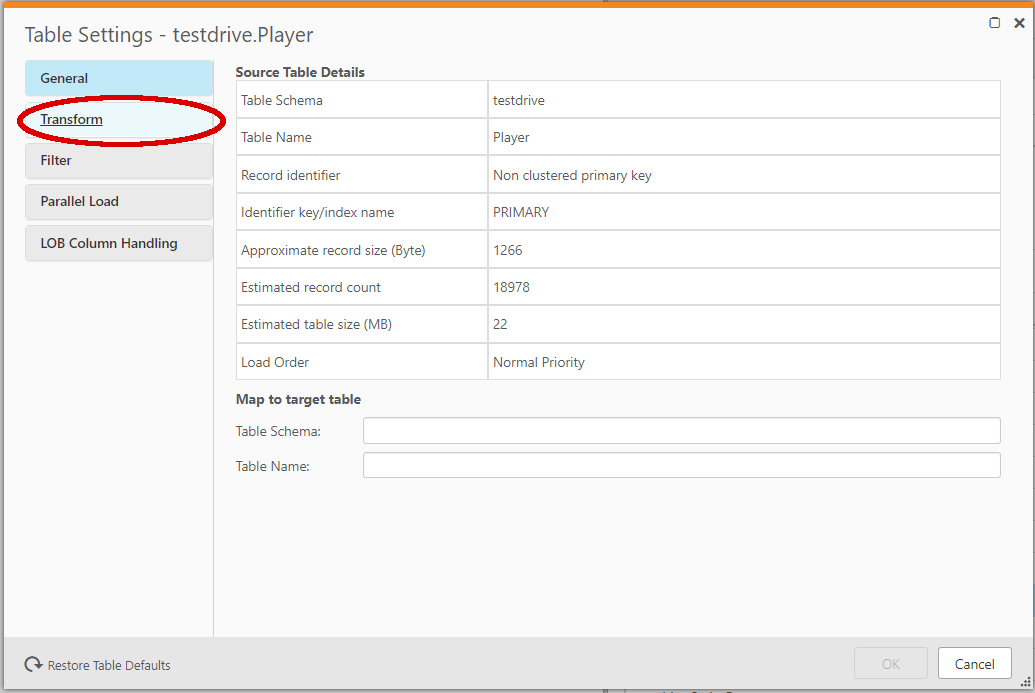 Table Settings - testdrive.Player
General
Transform
Filter
Parallel Load
LOB Column Handling
Source Table Details
Table Schema testdrive
Table Name Player
Record identifier Non clustered primary key
Identifier key/index name PRIMARY
Approximate record size (Byte) 1266
Estimated record count 18978
Estimated table size (MB) 22
Load Order Normal Priority
Map to target table
Table Schema:
Table Name:
Restore Table Defaults
OK Cancel